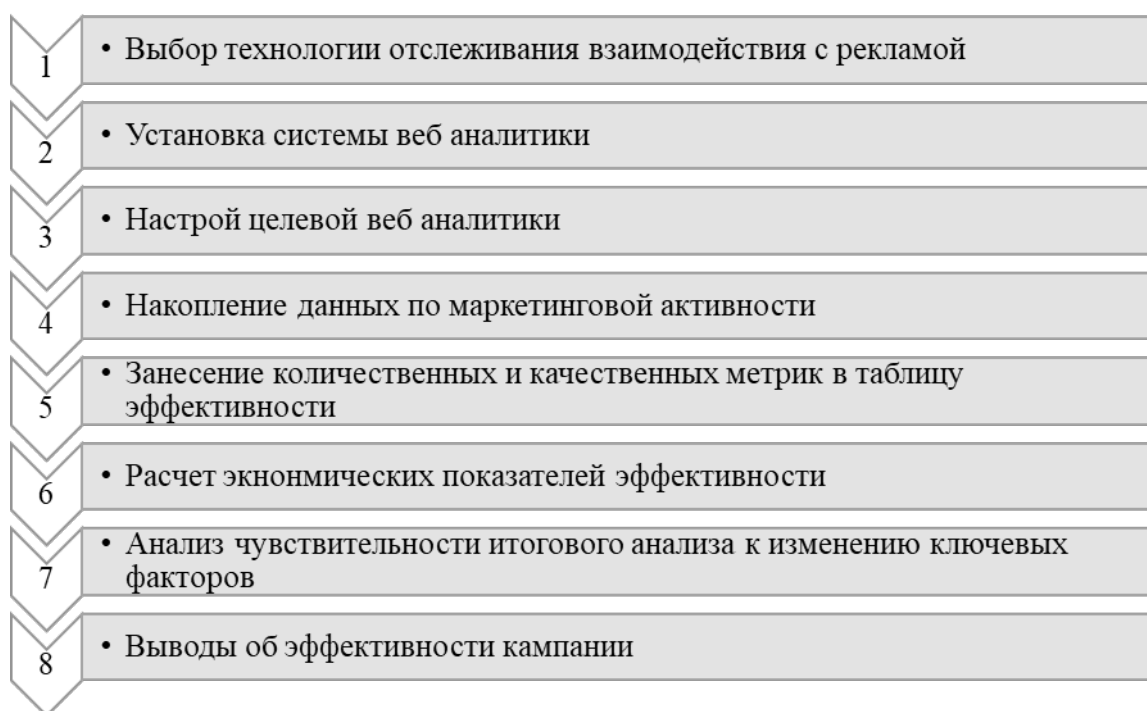 1
• Выбор технологии отслеживания взаимодействия с рекламой
2
• Установка системы веб аналитики
3
• Настрой целевой веб аналитики
4
• Накопление данных по маркетинговой активности
5
• Занесение количественных и качественных метрик в таблицу
эффективности
6
• Расчет экнонмических показателей эффективности
7
• Анализ чувствительности итогового анализа к изменению ключевых
факторов
8
• Выводы об эффективности кампании